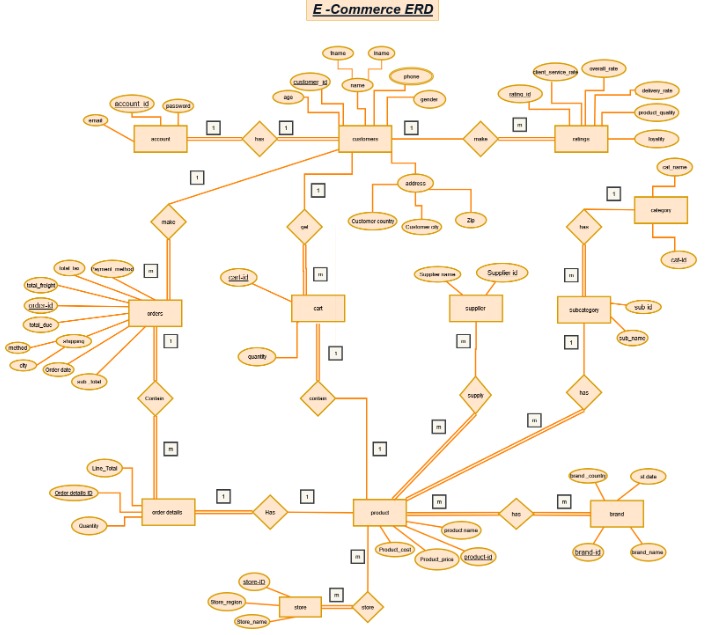 E -Commerce ERD
fname
lname
customer_id
name
phone
age
gender
account_id
password
email
account
1
has
1
customers
1
make
m
ratings
rating_id
client_service_rate
overall_rate
delivery_rate
product_quality
loyality
cat_name
category
cat-id
1
has
m
address
Customer country
Customer city
Zip
1
make
m
1
get
m
total_tax
Payment_method
total_freight
order-id
total_due
shipping
method
city
Order date
sub_total
orders
cart-id
cart
quantity
Supplier name
Supplier id
supplier
subcategory
sub id
sub_name
1
Contain
m
1
contain
1
m
supply
m
1
has
m
Line_Total
Order details ID
Quantity
order details
1
Has
1
product
m
has
m
brand
brand_country
st date
brand-id
brand_name
product name
Product_cost
Product_price
product-id
m
store
m
store
store-ID
Store_region
Store_name